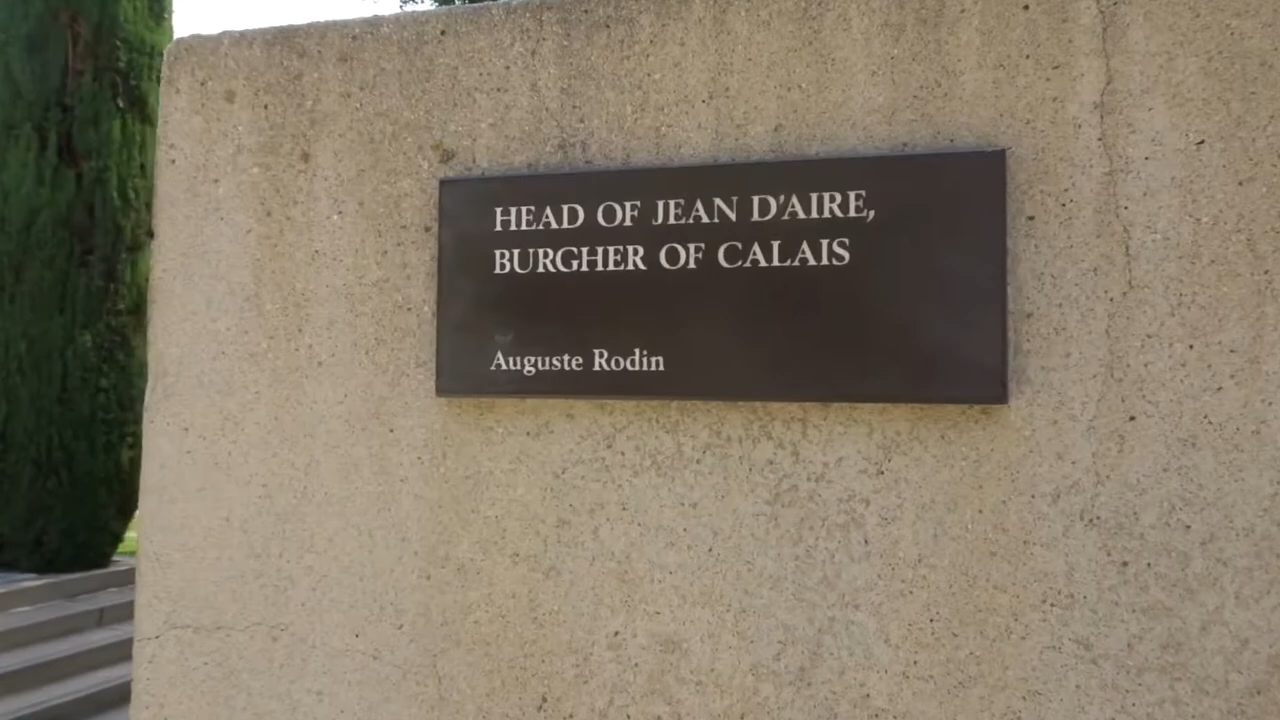 HEAD OF JEAN D'AIRE,
BURGHER OF CALAIS
Auguste Rodin